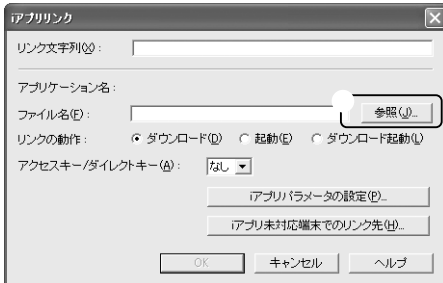 iアプリリンク
リンク文字列(X):
アプリケーション名:
ファイル名(F):
参照(J)...
リンクの動作: ダウンロード(D) 起動(E) ダウンロード起動(L)
アクセスキー/ダイレクトキー(A): なし
iアプリパラメータの設定(P)...
iアプリ未対応端末でのリンク先(H)...
OK キャンセル ヘルプ